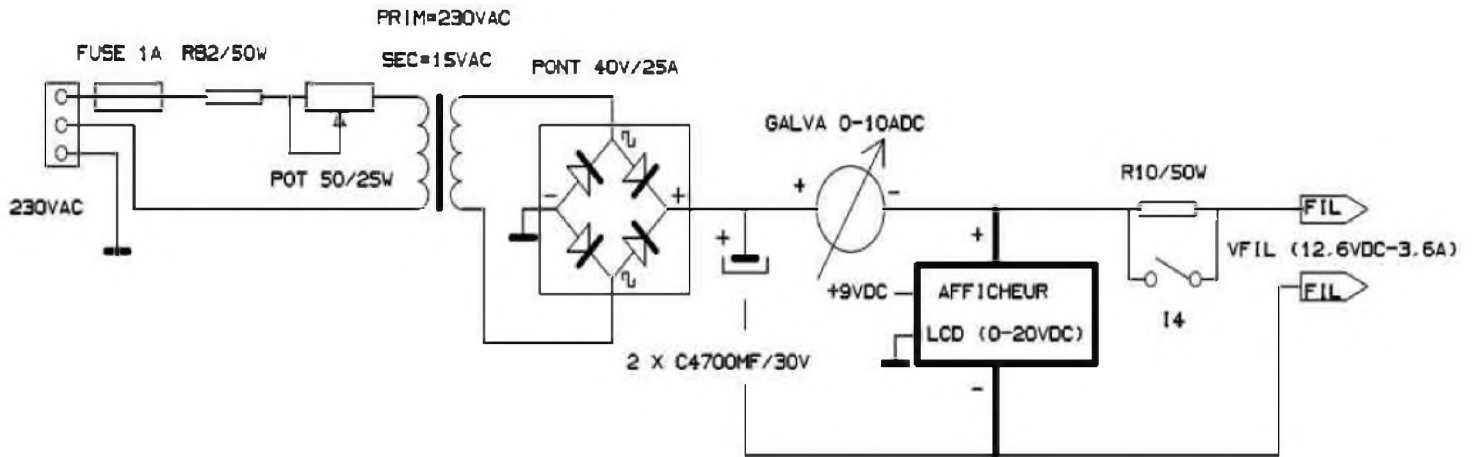 PRIM=230VAC
FUSE 1A R82/50W
SEC=15VAC
PONT 40V/25A
GALVA 0-10ADC
POT 50/25W
R10/50W
230VAC
-
+
+
-
FIL
+
+
VFIL (12.6VDC-3.6A)
+9VDC
AFFICHEUR
FIL
LCD (0-20VDC)
I4
2 X C4700MF/30V
-